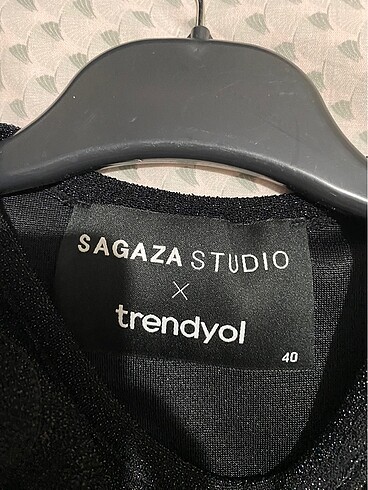 SAGAZA STUDIO
×
trendyol
40